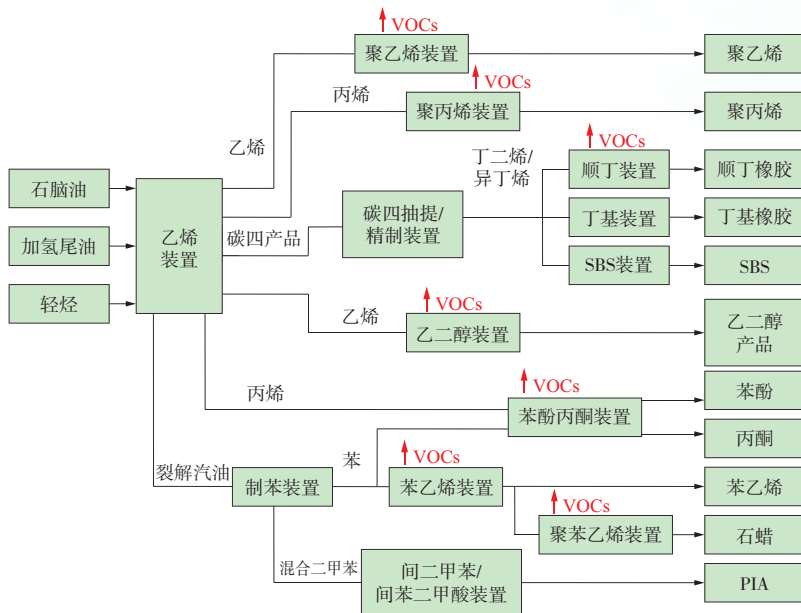 VOCs
聚乙烯装置
聚乙烯
VOCs
丙烯
聚丙烯装置
聚丙烯
乙烯
VOCs
丁二烯/
异丁烯
顺丁装置
顺丁橡胶
石脑油
乙烯
装置
碳四抽提/
精制装置
丁基装置
丁基橡胶
加氢尾油
碳四产品
SBS装置
SBS
轻烃
VOCs
乙烯
乙二醇装置
乙二醇
产品
VOCs
丙烯
苯酚丙酮装置
苯酚
丙酮
苯
VOCs
裂解汽油
制苯装置
苯乙烯装置
苯乙烯
VOCs
聚苯乙烯装置
石蜡
混合二甲苯
间二甲苯/
间苯二甲酸装置
PIA